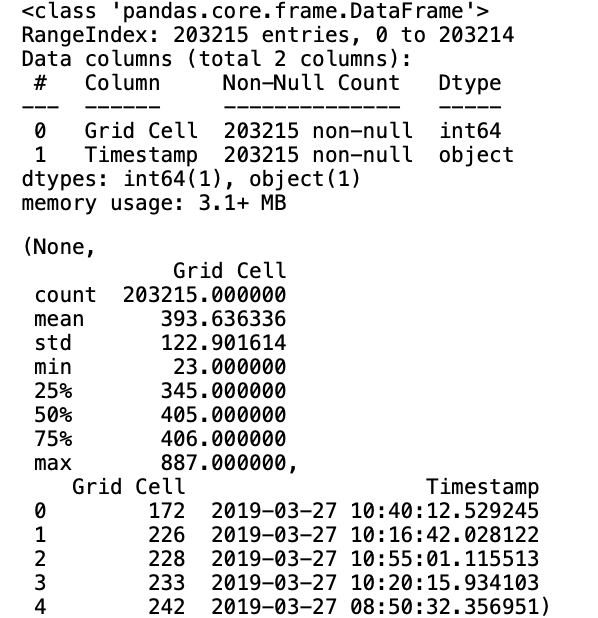 <class 'pandas.core.frame.DataFrame'>
RangeIndex: 203215 entries, 0 to 203214
Data columns (total 2 columns):
 #   Column     Non-Null Count   Dtype
---  ------     --------------   -----
 0   Grid Cell  203215 non-null  int64
 1   Timestamp  203215 non-null  object
dtypes: int64(1), object(1)
memory usage: 3.1+ MB
(None,
            Grid Cell
 count  203215.000000
 mean      393.636336
 std       122.901614
 min        23.000000
 25%       345.000000
 50%       405.000000
 75%       406.000000
 max       887.000000,
    Grid Cell                   Timestamp
 0        172  2019-03-27 10:40:12.529245
 1        226  2019-03-27 10:16:42.028122
 2        228  2019-03-27 10:55:01.115513
 3        233  2019-03-27 10:20:15.934103
 4        242  2019-03-27 08:50:32.356951)